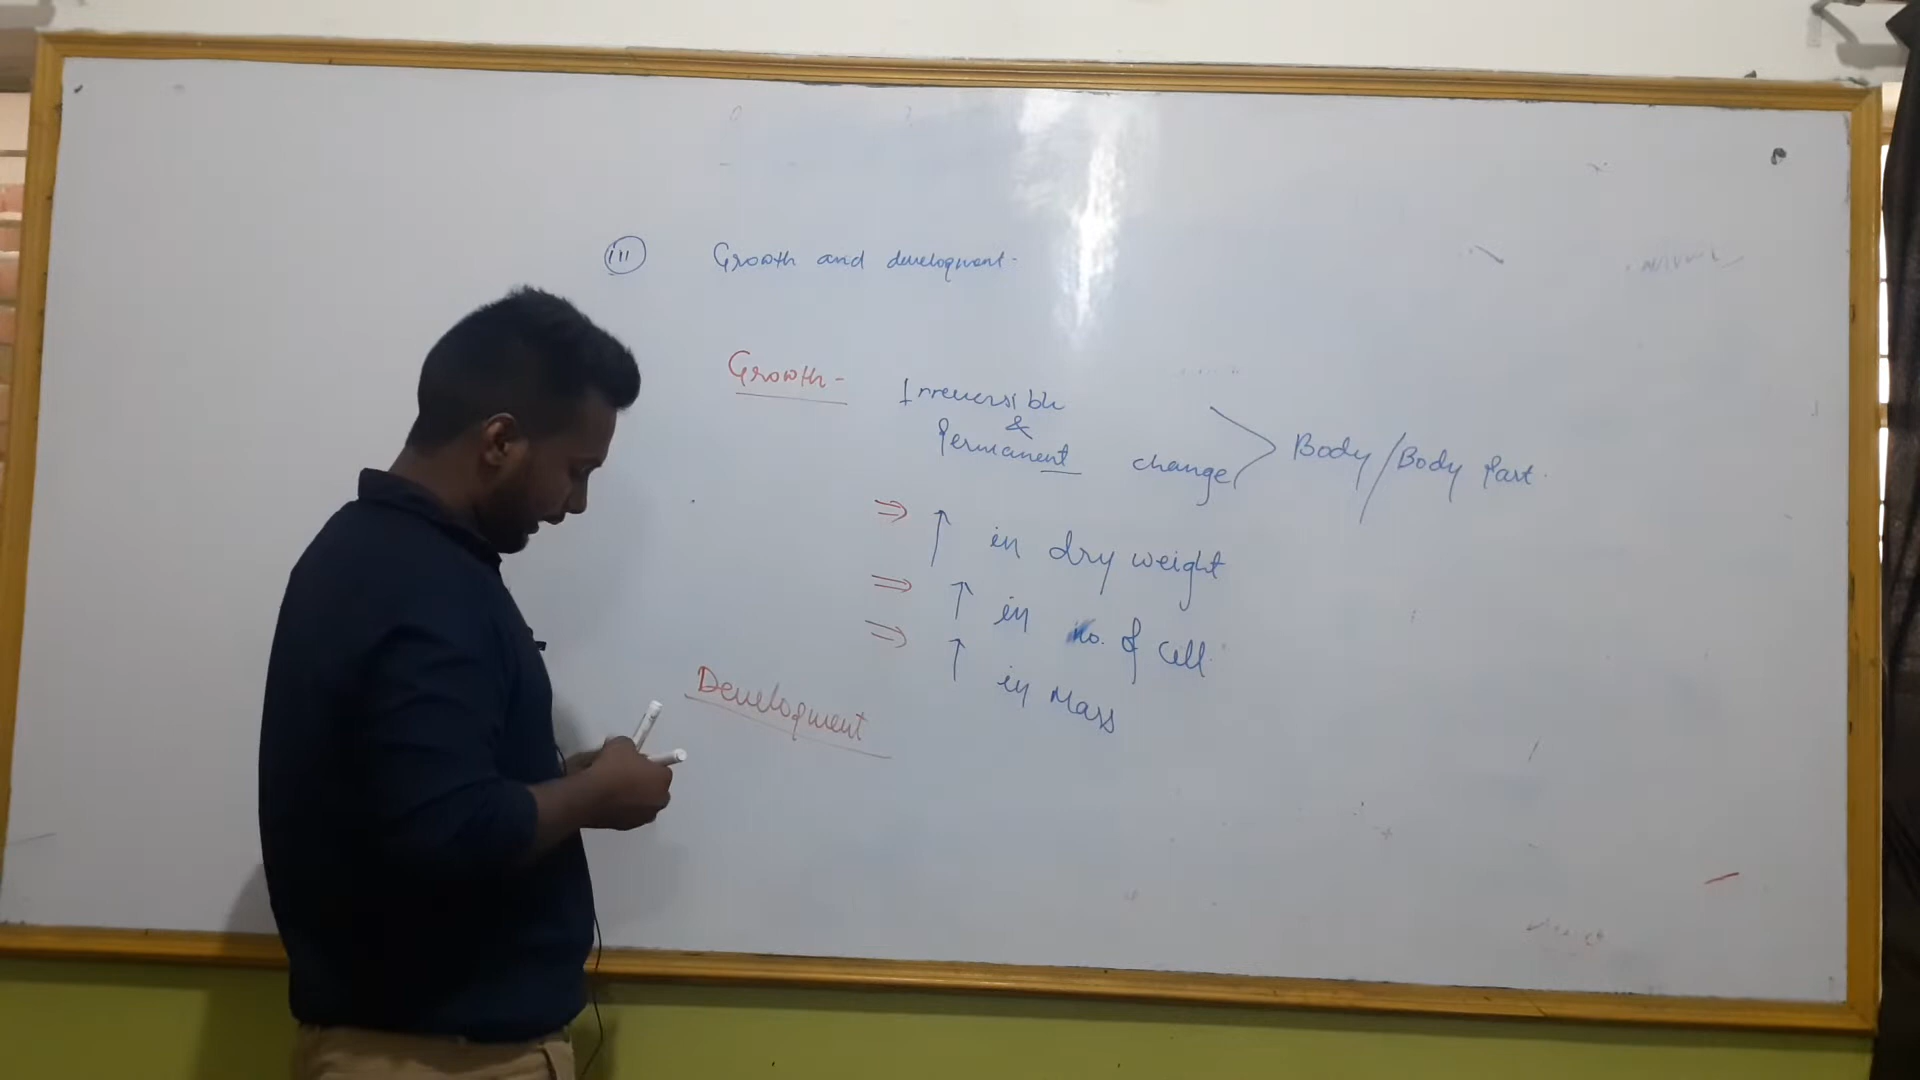 iii Growth and development-
Growth- Irreversible
&
Permanent change Body/Body Part.
⇒ ↑ in dry weight
⇒ ↑ in no. of cell.
⇒ ↑ in Mass
Development